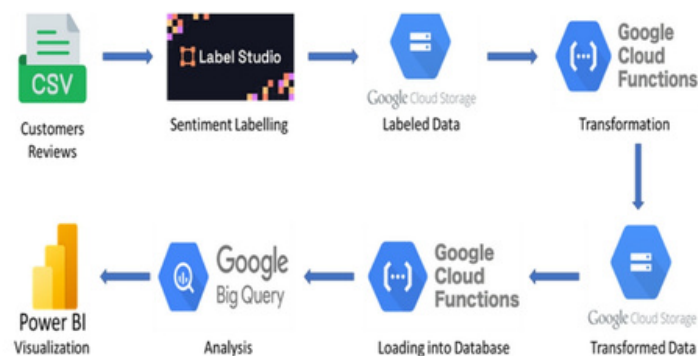 CSV
Customers
Reviews
Label Studio
Sentiment Labelling
Google Cloud Storage
Labeled Data
Google
Cloud
Functions
Transformation
Power BI
Visualization
Google
Big Query
Analysis
Google
Cloud
Functions
Loading into Database
Google Cloud Storage
Transformed Data